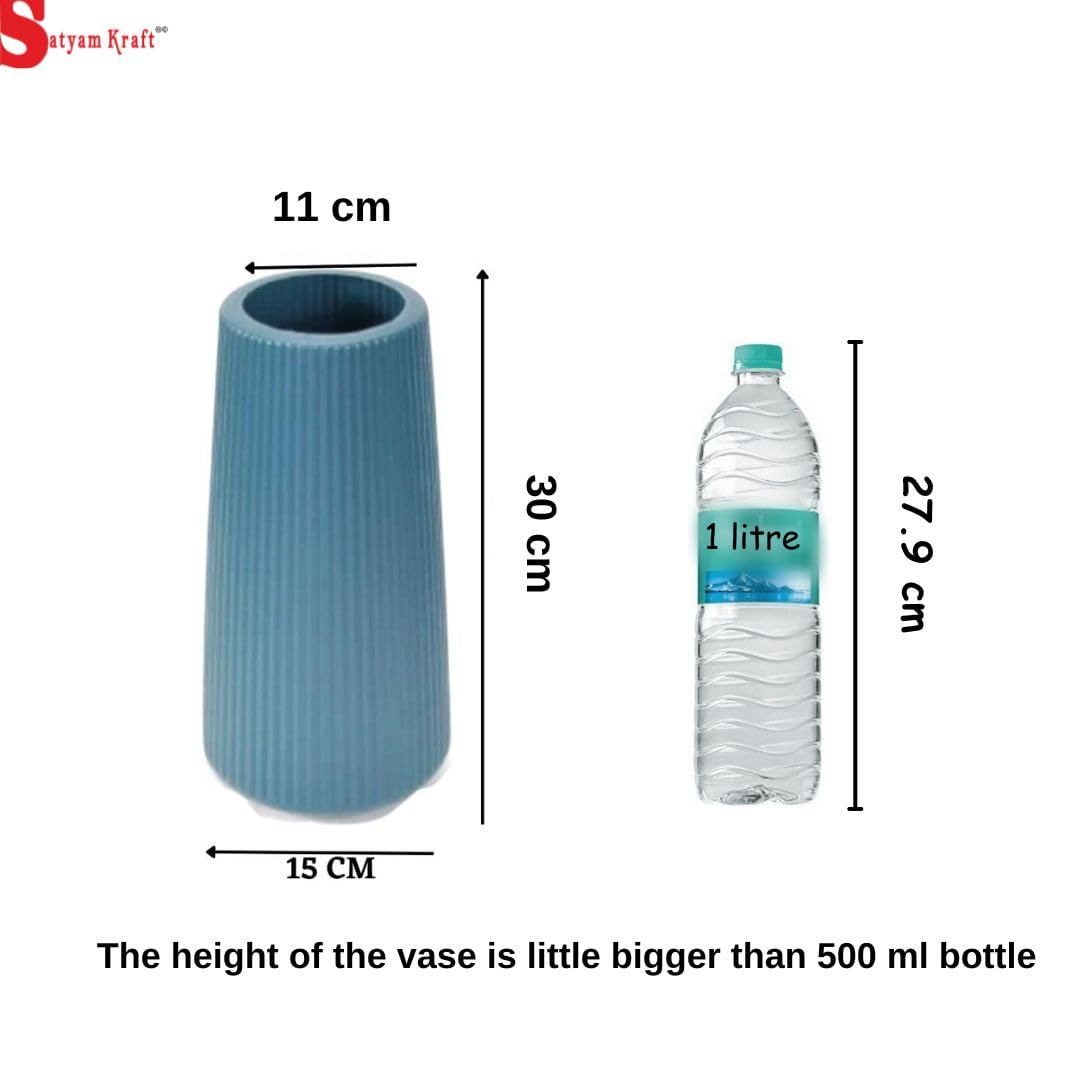 Satyam Kraft®©
11 cm
30 cm
1 litre
27.9 cm
15 CM
The height of the vase is little bigger than 500 ml bottle